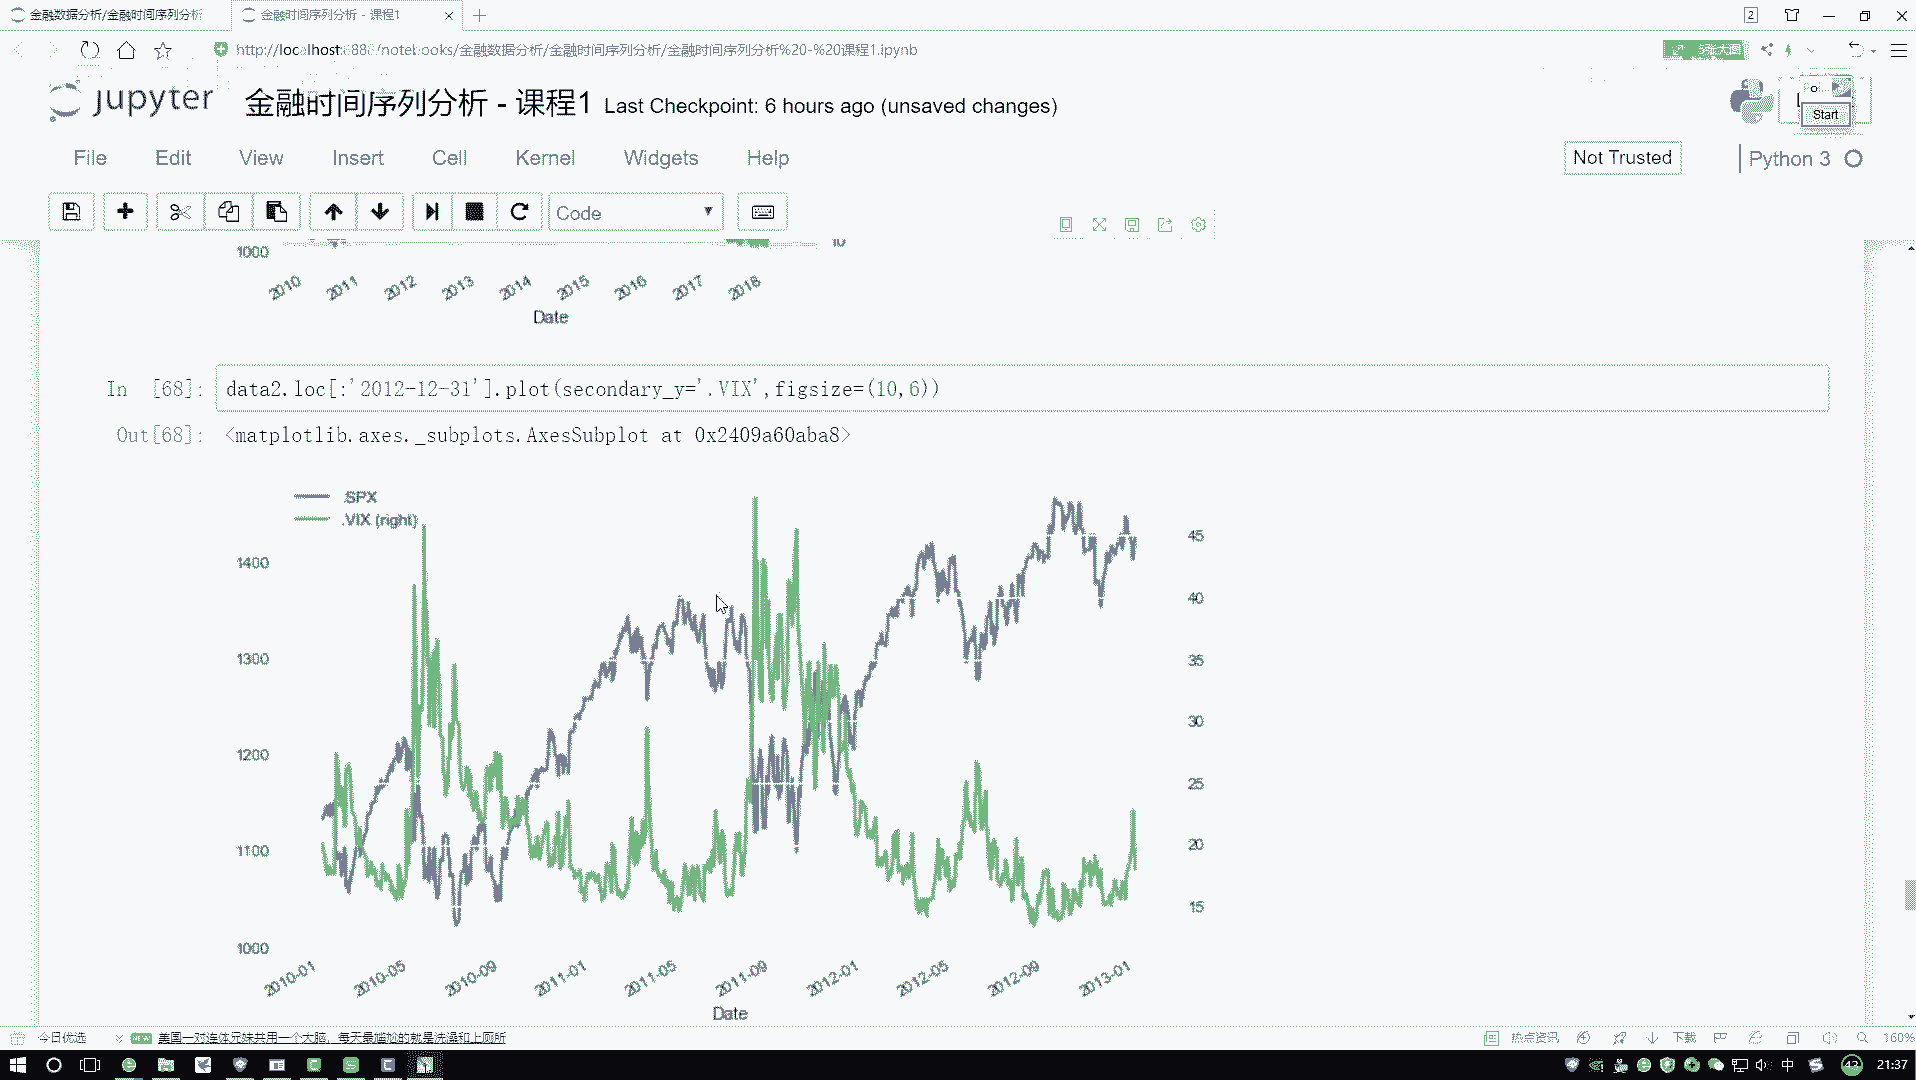 金融数据分析/金融时间序列分析
金融时间序列分析 - 课程1
2
http://localhost:888/notebooks/金融数据分析/金融时间序列分析/金融时间序列分析%20-%20课程1.ipynb
5张大图
jupyter 金融时间序列分析 - 课程1 Last Checkpoint: 6 hours ago (unsaved changes)
Start
File Edit View Insert Cell Kernel Widgets Help
Not Trusted
Python 3
Code
1000
10
2010 2011 2012 2013 2014 2015 2016 2017 2018
Date
In [68]: data2.loc[:'2012-12-31'].plot(secondary_y='.VIX',figsize=(10,6))
Out[68]: <matplotlib.axes._subplots.AxesSubplot at 0x2409a60aba8>
.SPX
.VIX (right)
45
1400
40
1300
35
30
1200
25
1100
20
15
1000
2010-01 2010-05 2010-09 2011-01 2011-05 2011-09 2012-01 2012-05 2012-09 2013-01
Date
今日优选
NEW
美国一对连体兄妹共用一个大脑，每天最尴尬的就是洗澡和上厕所
热点资讯
下载
160%
中
43
21:37